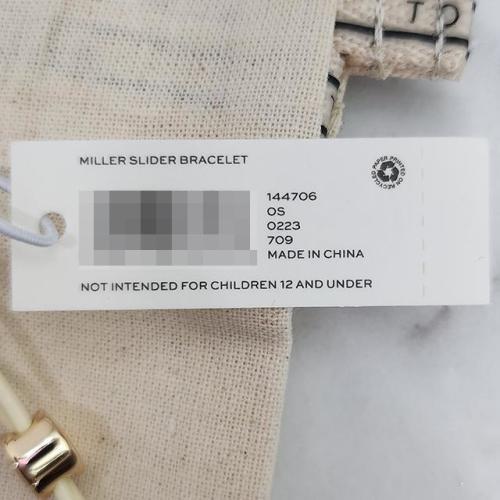 TO
MILLER SLIDER BRACELET
PAPER PRINTED ON RECYCLED
144706
OS
0223
709
MADE IN CHINA
NOT INTENDED FOR CHILDREN 12 AND UNDER